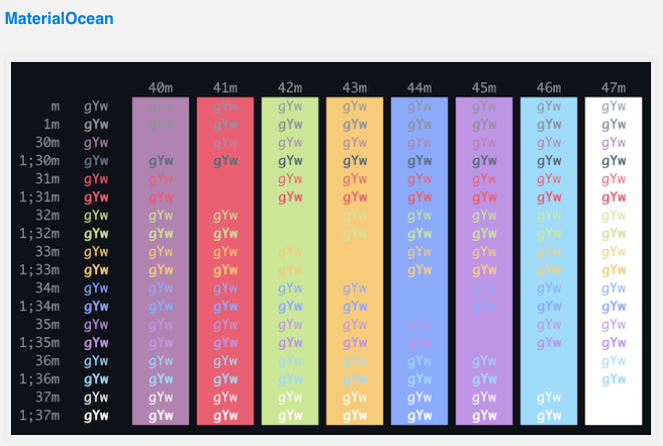 MaterialOcean
40m 41m 42m 43m 44m 45m 46m 47m
m gYw gYw gYw gYw gYw gYw gYw gYw gYw
1m gYw gYw gYw gYw gYw gYw gYw gYw gYw
30m gYw gYw gYw gYw gYw gYw gYw gYw
1;30m gYw gYw gYw gYw gYw gYw gYw gYw gYw
31m gYw gYw gYw gYw gYw gYw gYw gYw
1;31m gYw gYw gYw gYw gYw gYw gYw gYw
32m gYw gYw gYw gYw gYw gYw gYw gYw
1;32m gYw gYw gYw gYw gYw gYw gYw gYw
33m gYw gYw gYw gYw gYw gYw gYw gYw
1;33m gYw gYw gYw gYw gYw gYw gYw gYw
34m gYw gYw gYw gYw gYw gYw gYw gYw
1;34m gYw gYw gYw gYw gYw gYw gYw gYw
35m gYw gYw gYw gYw gYw gYw gYw gYw
1;35m gYw gYw gYw gYw gYw gYw gYw gYw
36m gYw gYw gYw gYw gYw gYw gYw gYw
1;36m gYw gYw gYw gYw gYw gYw gYw gYw
37m gYw gYw gYw gYw gYw gYw gYw gYw
1;37m gYw gYw gYw gYw gYw gYw gYw gYw